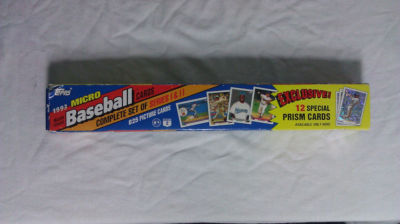 TOPPS
1993 MICRO
Baseball CARDS
COMPLETE SET OF SERIES I & II
825 PICTURE CARDS
EXCLUSIVE!
12 SPECIAL
PRISM CARDS
AVAILABLE ONLY HERE